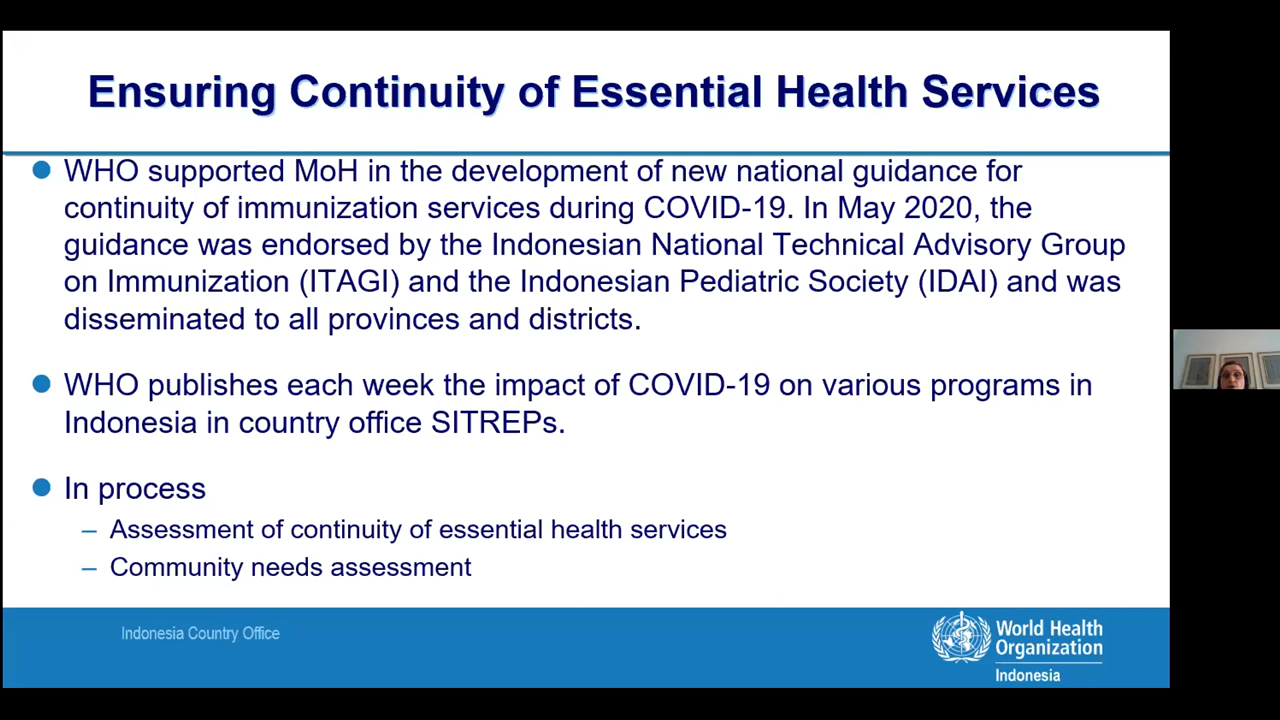 Ensuring Continuity of Essential Health Services
WHO supported MoH in the development of new national guidance for
continuity of immunization services during COVID-19. In May 2020, the
guidance was endorsed by the Indonesian National Technical Advisory Group
on Immunization (ITAGI) and the Indonesian Pediatric Society (IDAI) and was
disseminated to all provinces and districts.
WHO publishes each week the impact of COVID-19 on various programs in
Indonesia in country office SITREPs.
In process
– Assessment of continuity of essential health services
– Community needs assessment
Indonesia Country Office
World Health
Organization
Indonesia